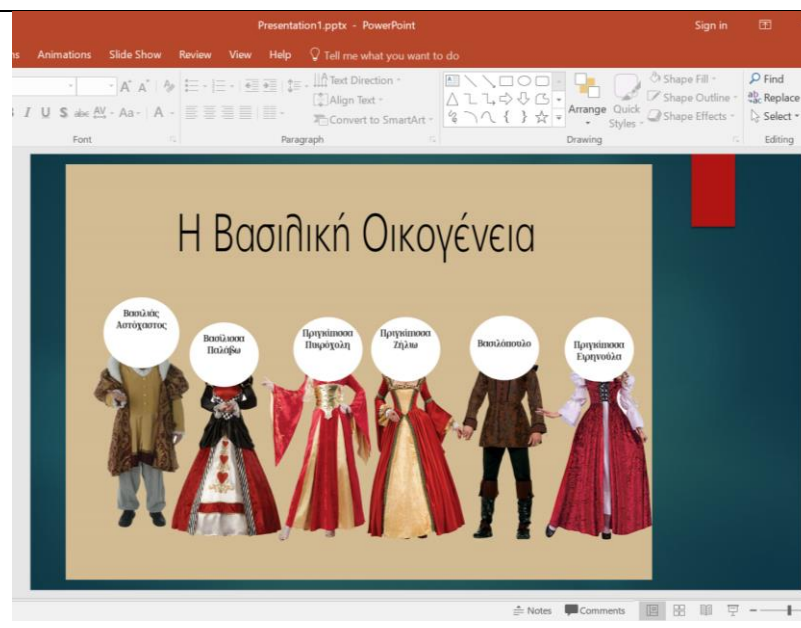 Presentation1.pptx - PowerPoint
Sign in
Animations Slide Show Review View Help Tell me what you want to do
Text Direction
Align Text
Convert to SmartArt
Arrange
Quick Styles
Shape Fill
Shape Outline
Shape Effects
Find
Replace
Select
Font
Paragraph
Drawing
Editing
Η Βασιλική Οικογένεια
Βασιλιάς
Αστόχαστος
Βασίλισσα
Παλάβω
Πριγκίπισσα
Πικρόχολη
Πριγκίπισσα
Ζήλιω
Βασιλόπουλο
Πριγκίπισσα
Ειρηνούλα
Notes Comments